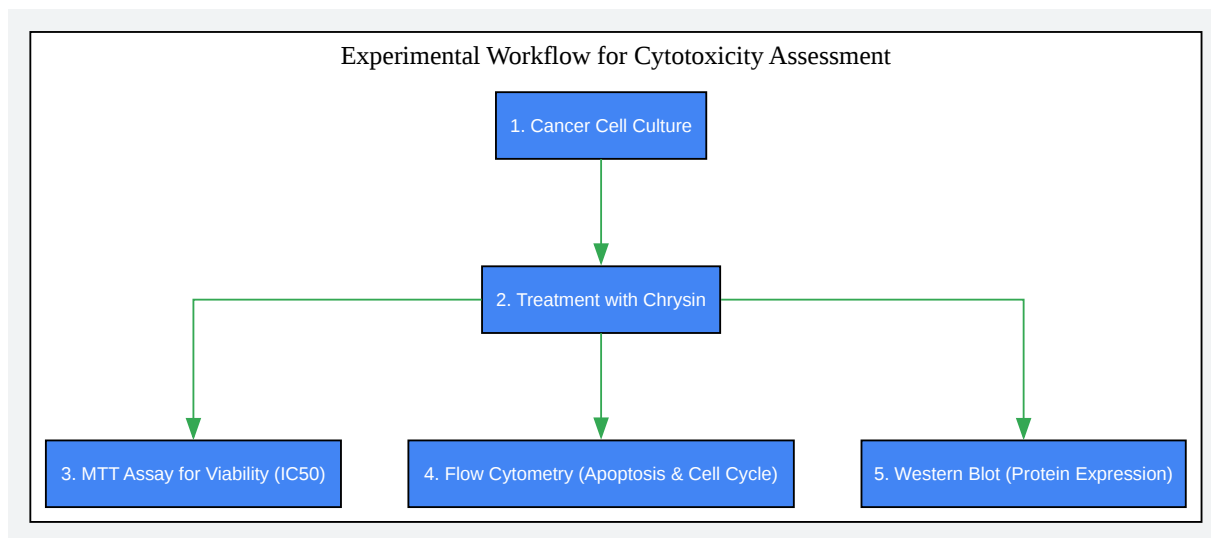 Experimental Workflow for Cytotoxicity Assessment
1. Cancer Cell Culture
2. Treatment with Chrysin
3. MTT Assay for Viability (IC50)
4. Flow Cytometry (Apoptosis & Cell Cycle)
5. Western Blot (Protein Expression)